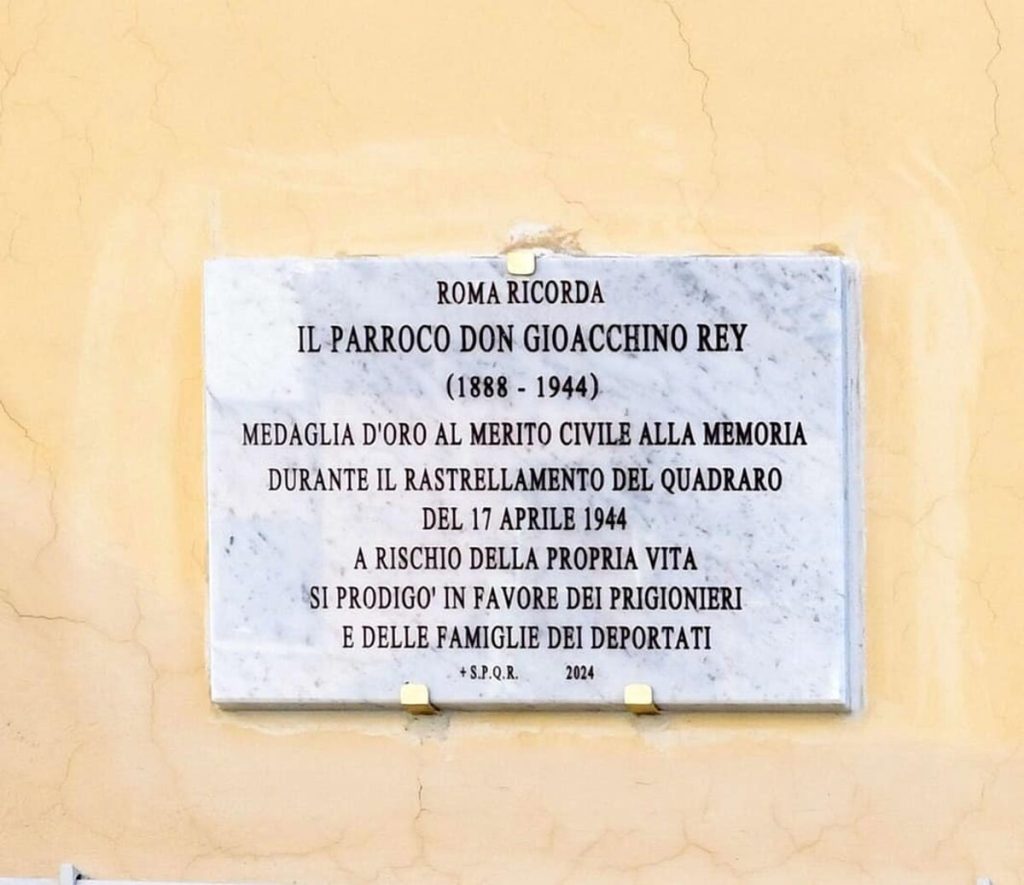 ROMA RICORDA
IL PARROCO DON GIOACCHINO REY
(1888 - 1944)
MEDAGLIA D'ORO AL MERITO CIVILE ALLA MEMORIA
DURANTE IL RASTRELLAMENTO DEL QUADRARO
DEL 17 APRILE 1944
A RISCHIO DELLA PROPRIA VITA
SI PRODIGO' IN FAVORE DEI PRIGIONIERI
E DELLE FAMIGLIE DEI DEPORTATI
+ S.P.Q.R. 2024